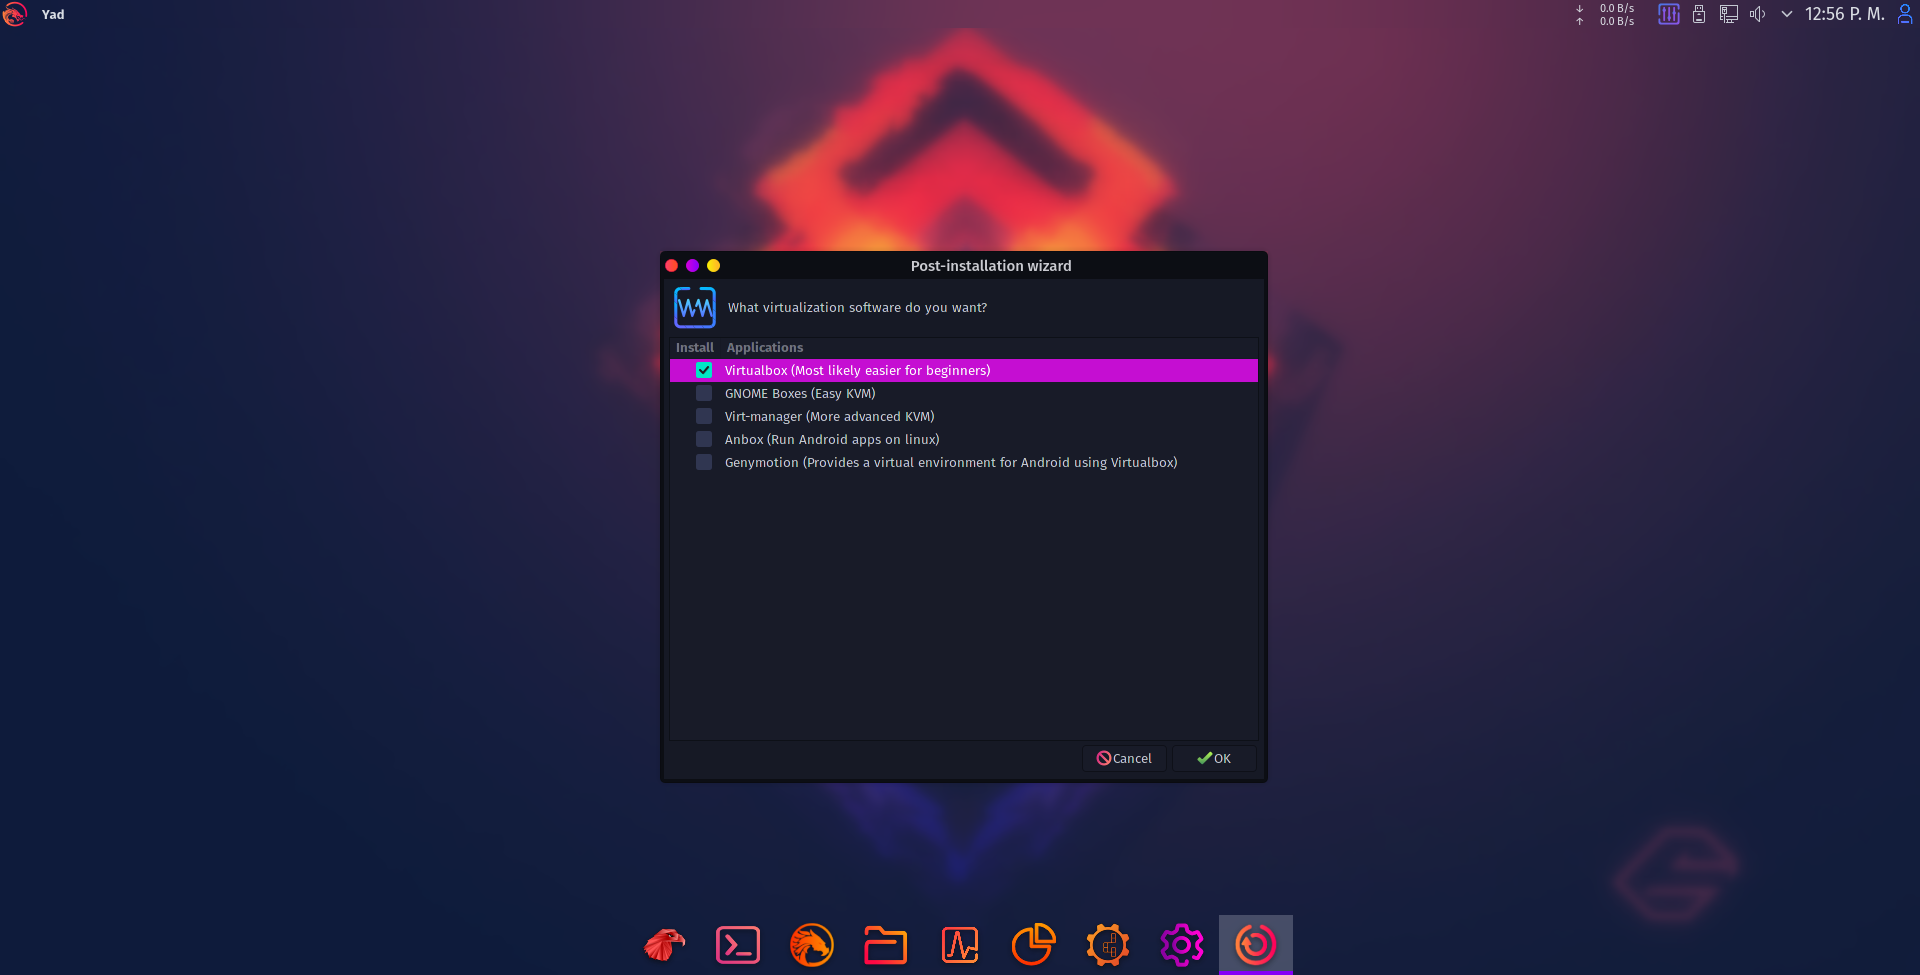 Yad
0.0 B/s
0.0 B/s
12:56 P. M.
Post-installation wizard
What virtualization software do you want?
Install Applications
Virtualbox (Most likely easier for beginners)
GNOME Boxes (Easy KVM)
Virt-manager (More advanced KVM)
Anbox (Run Android apps on linux)
Genymotion (Provides a virtual environment for Android using Virtualbox)
Cancel OK